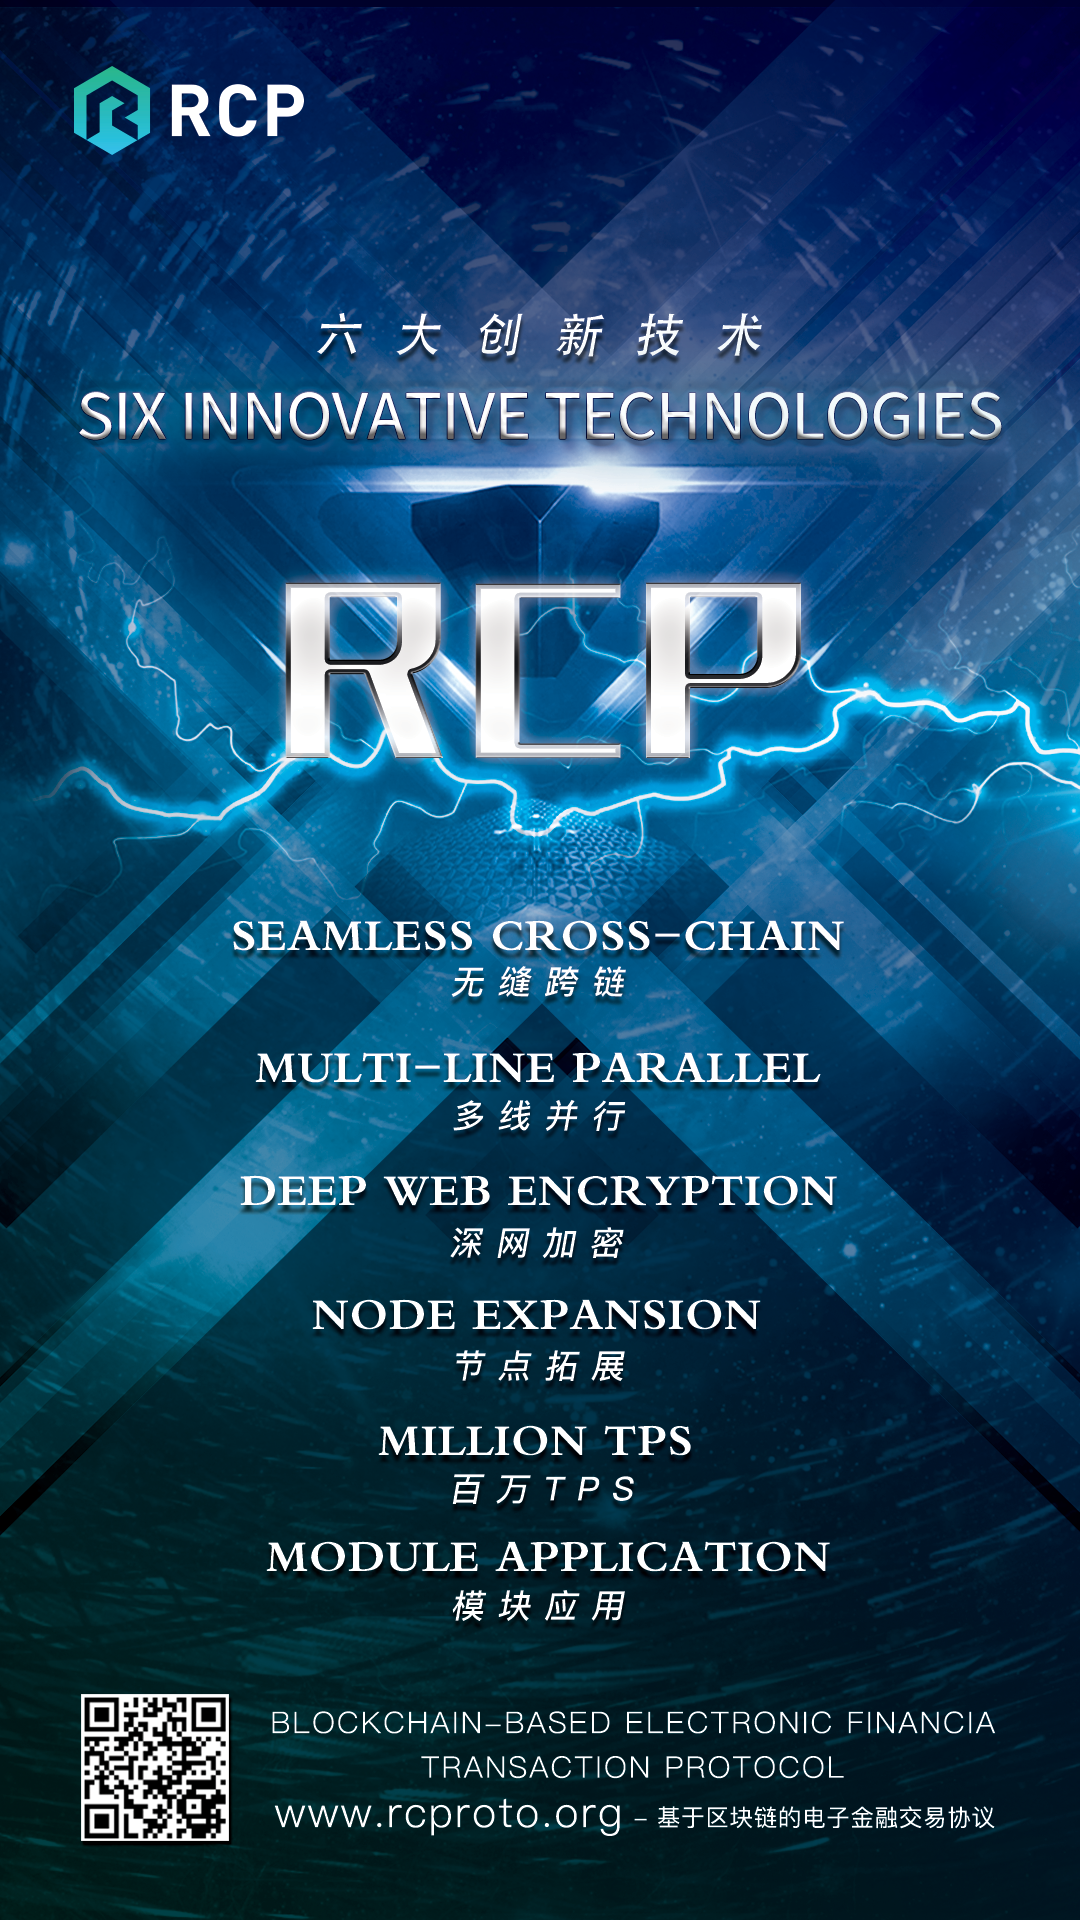 RCP
六大创新技术
SIX INNOVATIVE TECHNOLOGIES
RCP
SEAMLESS CROSS-CHAIN
无缝跨链
MULTI-LINE PARALLEL
多线并行
DEEP WEB ENCRYPTION
深网加密
NODE EXPANSION
节点拓展
MILLION TPS
百万TPS
MODULE APPLICATION
模块应用
BLOCKCHAIN-BASED ELECTRONIC FINANCIA
TRANSACTION PROTOCOL
www.rcproto.org - 基于区块链的电子金融交易协议